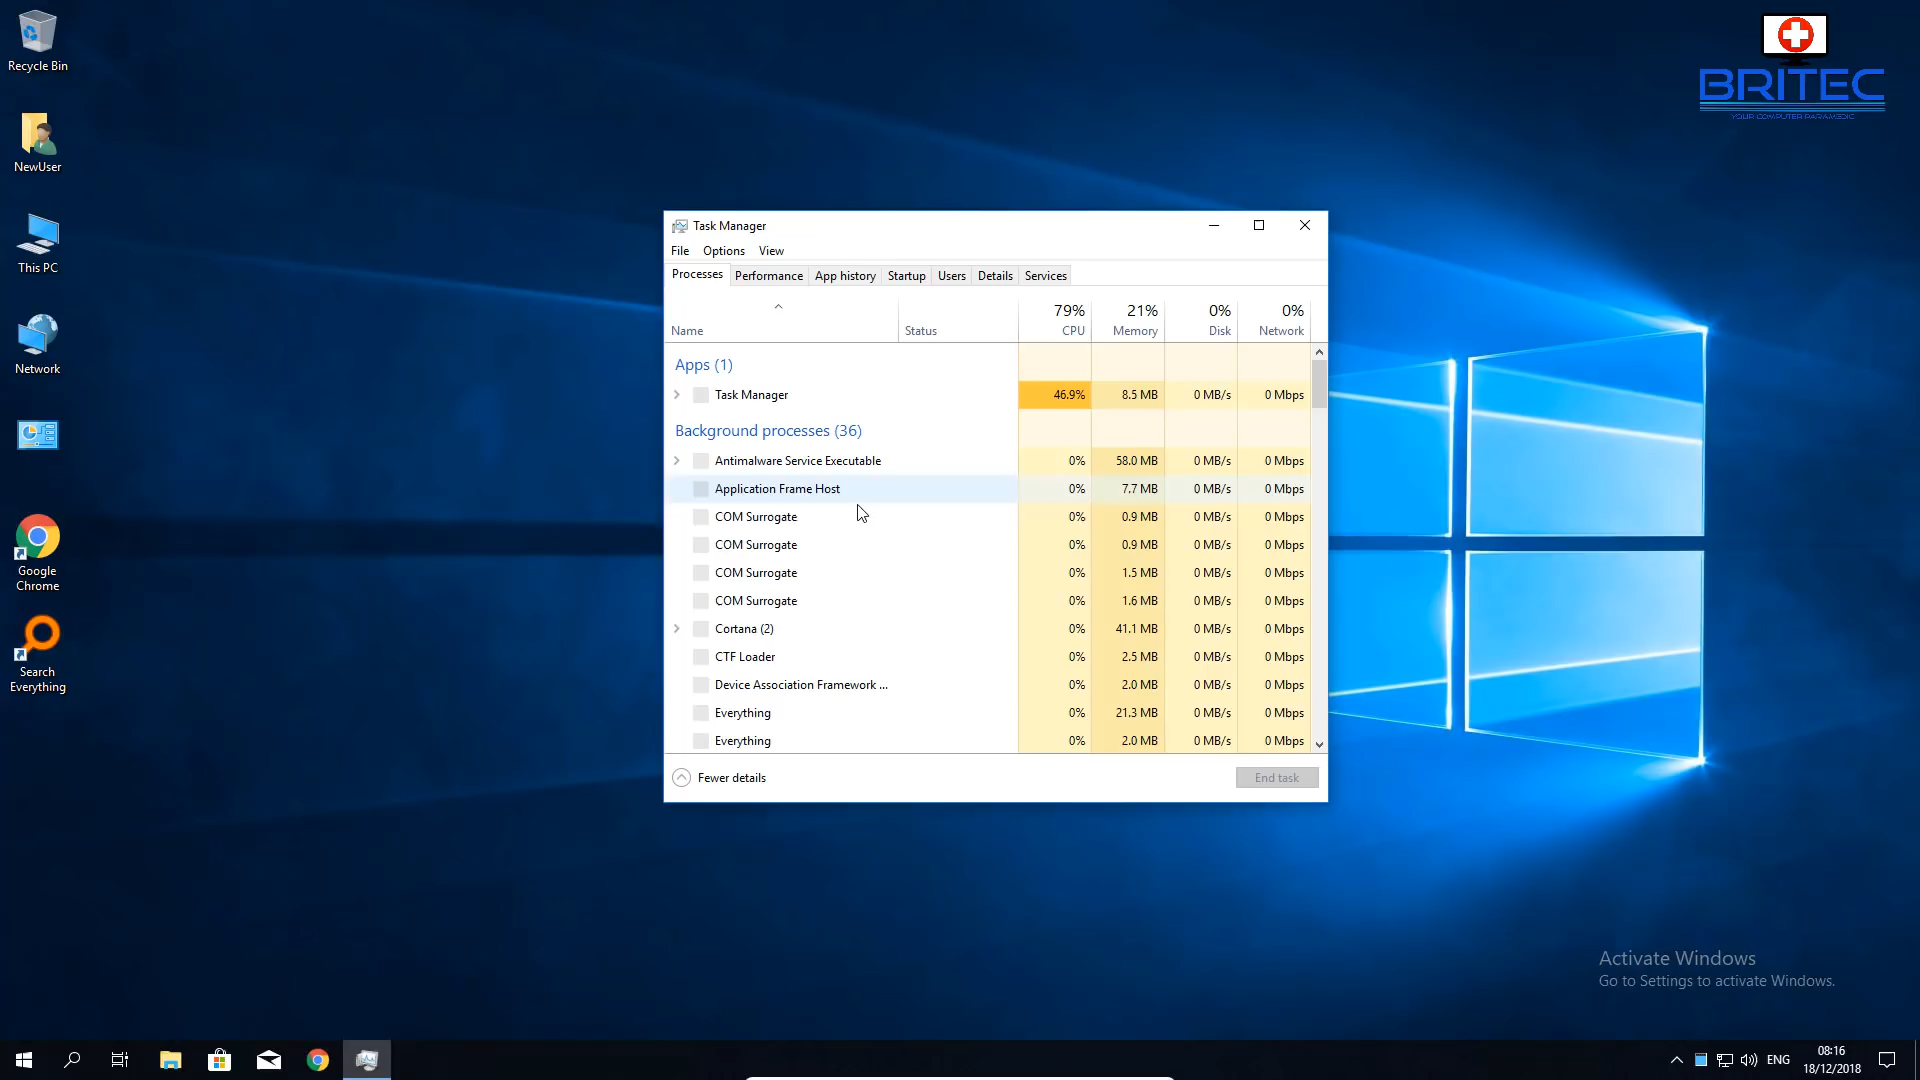 Recycle Bin
NewUser
This PC
Network
Google
Chrome
Search
Everything
BRITEC
YOUR COMPUTER PARAMEDIC
Task Manager
File Options View
Processes Performance App history Startup Users Details Services
79% 21% 0% 0%
Name Status CPU Memory Disk Network
Apps (1)
Task Manager 46.9% 8.5 MB 0 MB/s 0 Mbps
Background processes (36)
Antimalware Service Executable 0% 58.0 MB 0 MB/s 0 Mbps
Application Frame Host 0% 7.7 MB 0 MB/s 0 Mbps
COM Surrogate 0% 0.9 MB 0 MB/s 0 Mbps
COM Surrogate 0% 0.9 MB 0 MB/s 0 Mbps
COM Surrogate 0% 1.5 MB 0 MB/s 0 Mbps
COM Surrogate 0% 1.6 MB 0 MB/s 0 Mbps
Cortana (2) 0% 41.1 MB 0 MB/s 0 Mbps
CTF Loader 0% 2.5 MB 0 MB/s 0 Mbps
Device Association Framework ... 0% 2.0 MB 0 MB/s 0 Mbps
Everything 0% 21.3 MB 0 MB/s 0 Mbps
Everything 0% 2.0 MB 0 MB/s 0 Mbps
Fewer details End task
Activate Windows
Go to Settings to activate Windows.
ENG 08:16
18/12/2018